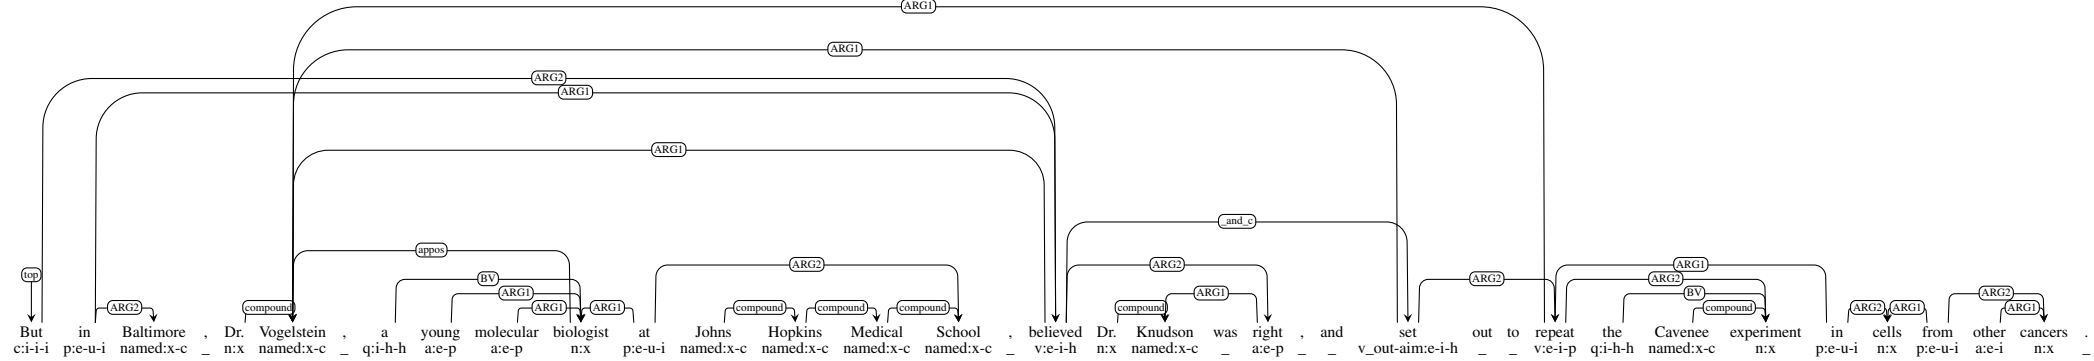 ARG1
ARG1
ARG2
ARG1
ARG1
_and_c
appos
ARG2 ARG2 ARG1
top BV ARG2 ARG2
ARG1 ARG1 BV ARG2
ARG2 compound ARG1 ARG1 compound compound compound compound compound ARG2 ARG1 ARG1
But in Baltimore , Dr. Vogelstein , a young molecular biologist at Johns Hopkins Medical School , believed Dr. Knudson was right , and set out to repeat the Cavenee experiment in cells from other cancers .
c:i-i-i p:e-u-i named:x-c _ n:x named:x-c _ q:i-h-h a:e-p a:e-p n:x p:e-u-i named:x-c named:x-c named:x-c named:x-c _ v:e-i-h n:x named:x-c _ a:e-p _ _ v_out-aim:e-i-h _ _ v:e-i-p q:i-h-h named:x-c n:x p:e-u-i n:x p:e-u-i a:e-i n:x _